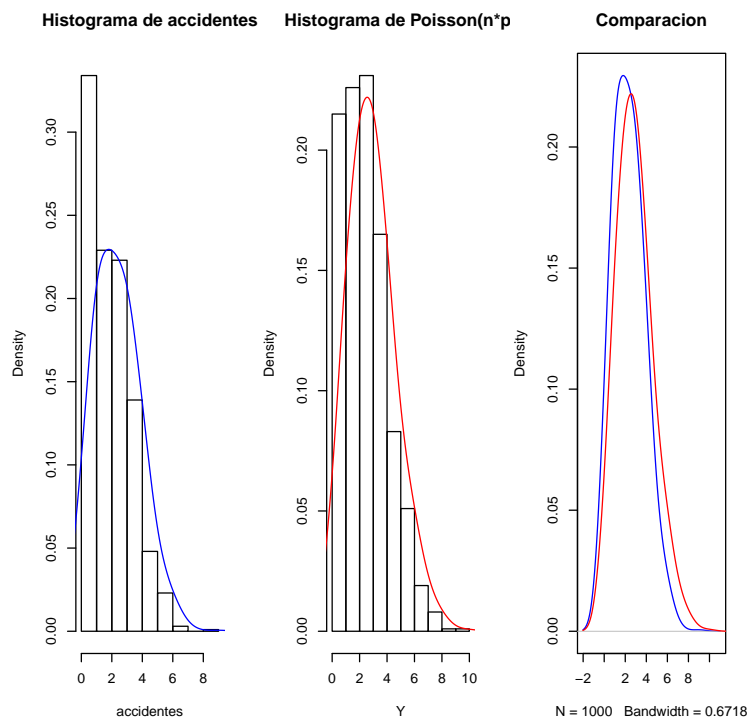 Histograma de accidentes
Density
0.00 0.05 0.10 0.15 0.20 0.25 0.30
0 2 4 6 8
accidentes
Histograma de Poisson(n*p
Density
0.00 0.05 0.10 0.15 0.20
0 2 4 6 8 10
Y
Comparacion
Density
0.00 0.05 0.10 0.15 0.20
−2 0 2 4 6 8
N = 1000 Bandwidth = 0.6718